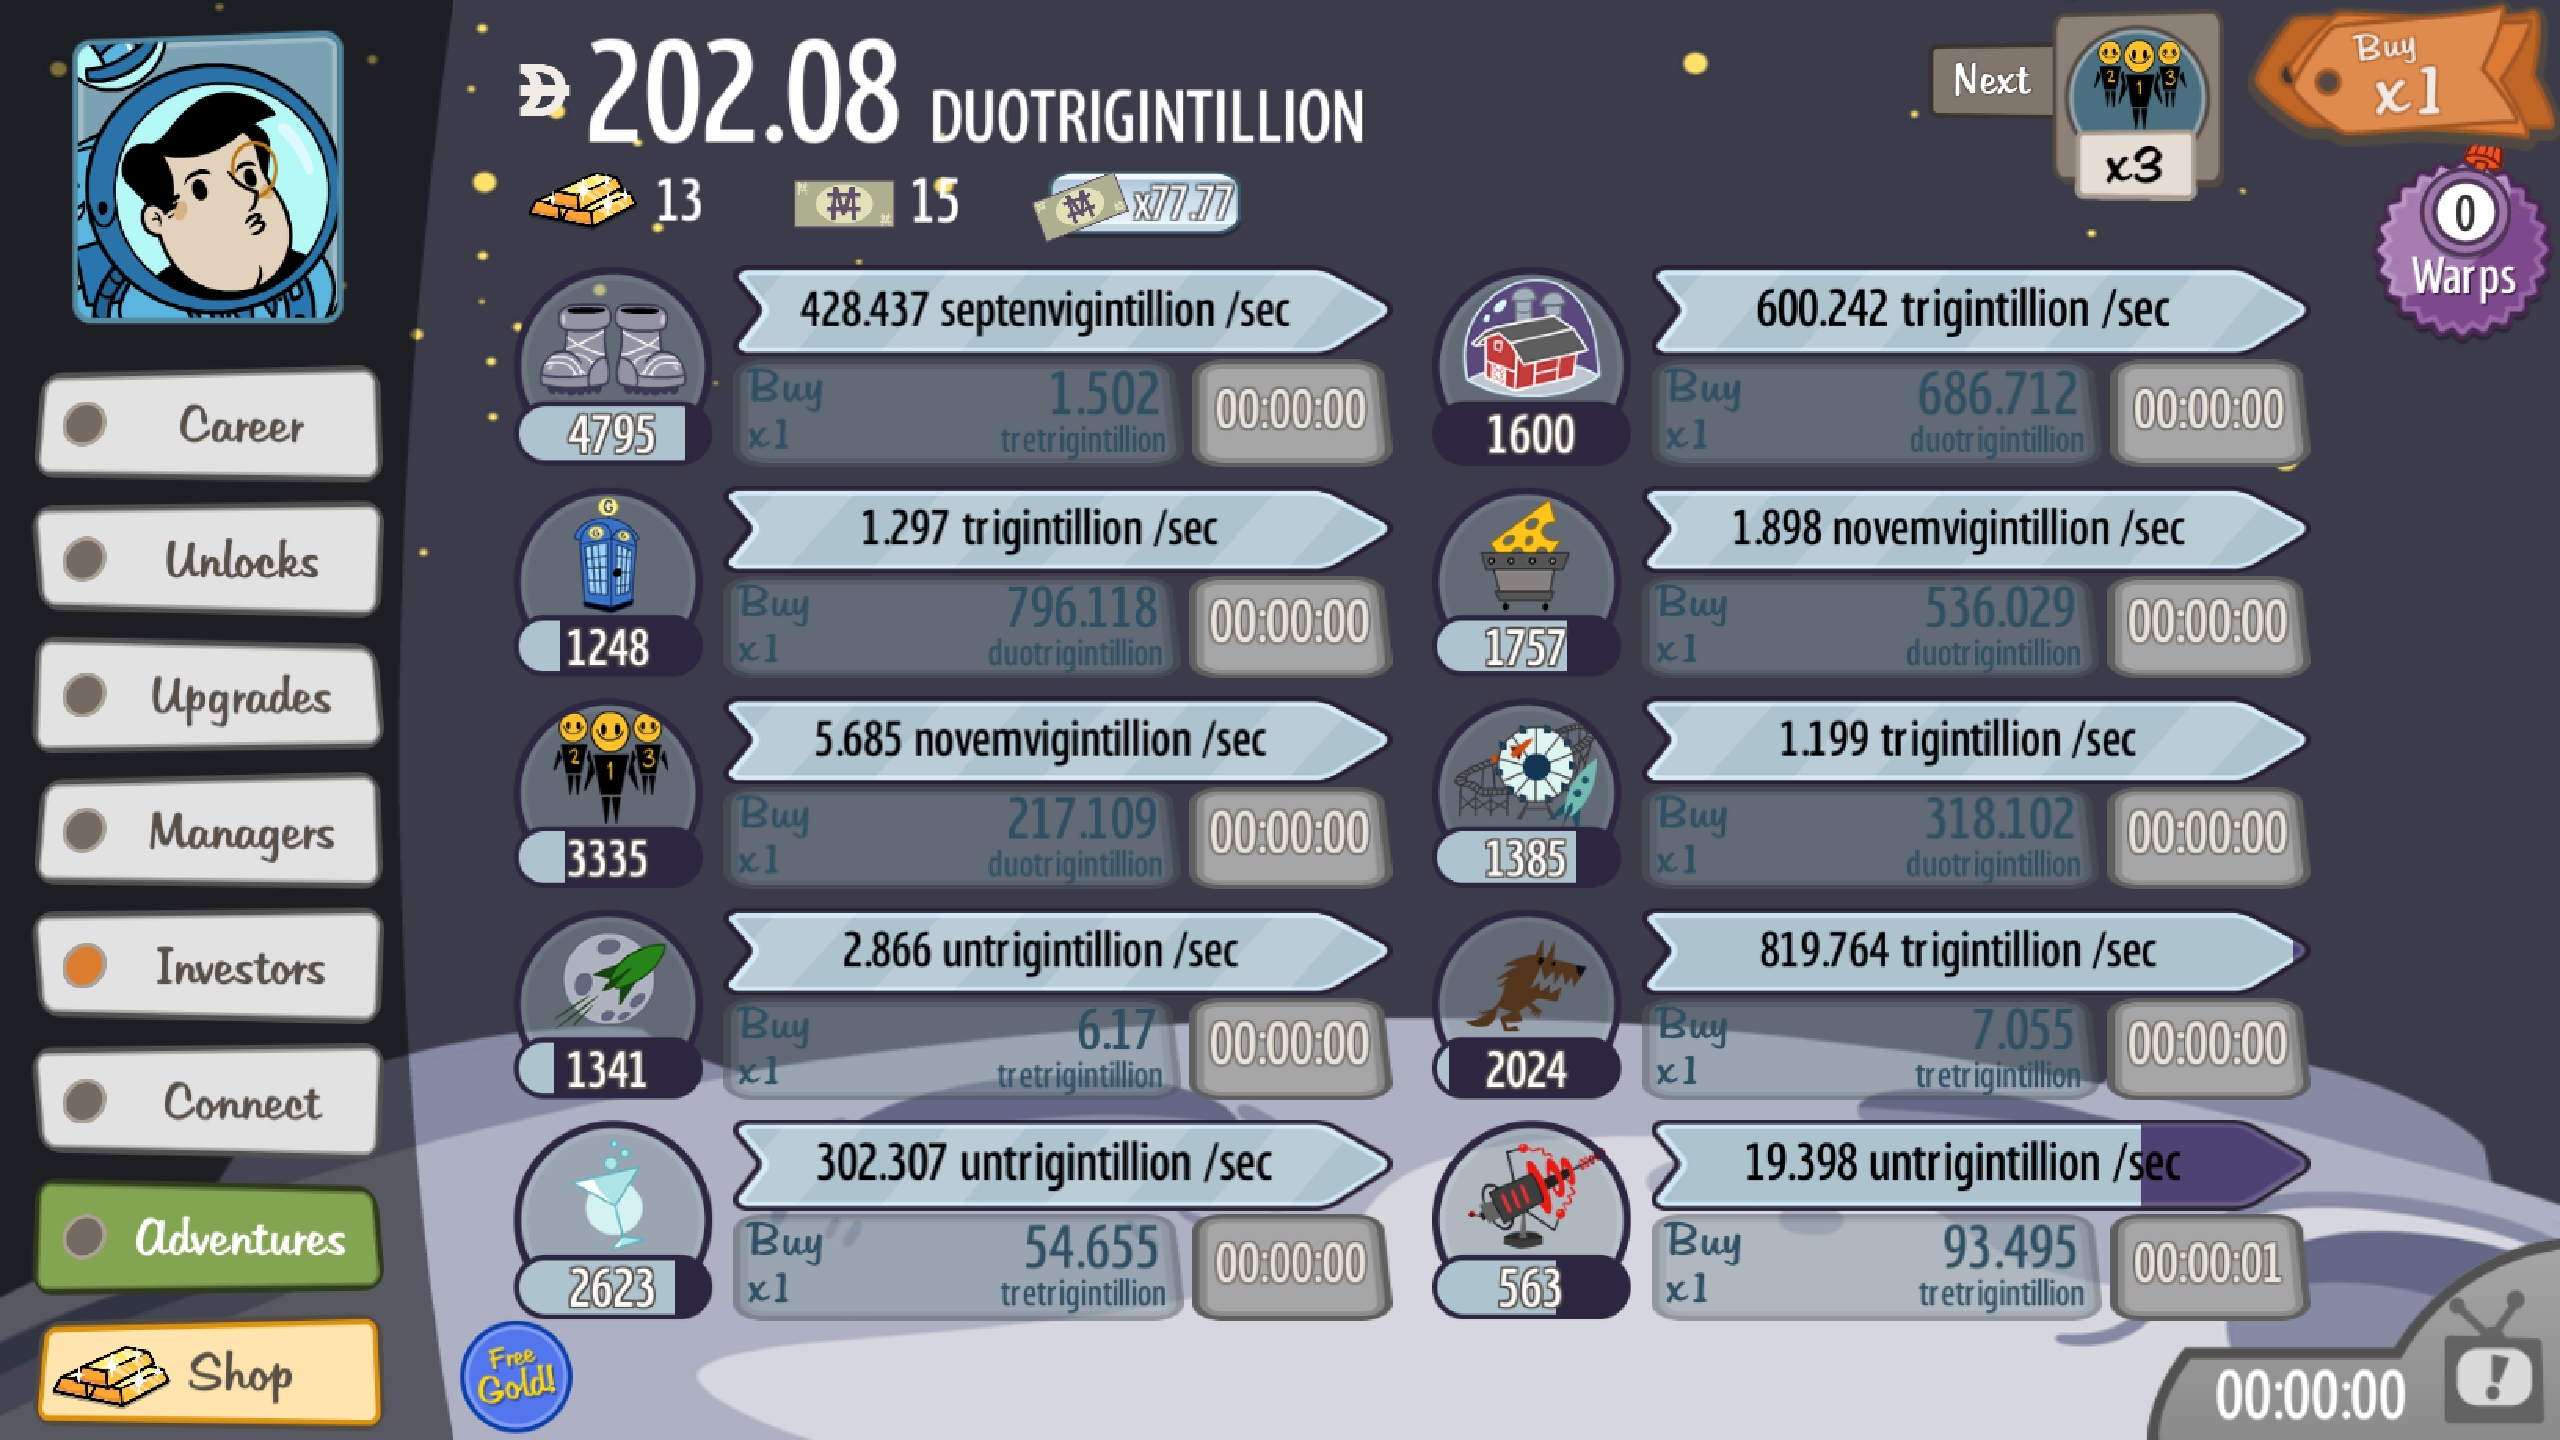 202.08 DUOTRIGINTILLION
13
15
x77.77
Next
x3
Buy
x1
0
Warps
Career
Unlocks
Upgrades
Managers
Investors
Connect
Adventures
Shop
428.437 septenvigintillion /sec
4795
Buy
x1
1.502
tretrigintillion
00:00:00
600.242 trigintillion /sec
1600
Buy
x1
686.712
duotrigintillion
00:00:00
G
G G
1.297 trigintillion /sec
1248
Buy
x1
796.118
duotrigintillion
00:00:00
1.898 novemvigintillion /sec
1757
Buy
x1
536.029
duotrigintillion
00:00:00
2 1 3
5.685 novemvigintillion /sec
3335
Buy
x1
217.109
duotrigintillion
00:00:00
1.199 trigintillion /sec
1385
Buy
x1
318.102
duotrigintillion
00:00:00
2.866 untrigintillion /sec
1341
Buy
x1
6.17
tretrigintillion
00:00:00
819.764 trigintillion /sec
2024
Buy
x1
7.055
tretrigintillion
00:00:00
302.307 untrigintillion /sec
2623
Buy
x1
54.655
tretrigintillion
00:00:00
19.398 untrigintillion /sec
563
Buy
x1
93.495
tretrigintillion
00:00:01
Free
Gold!
00:00:00
!